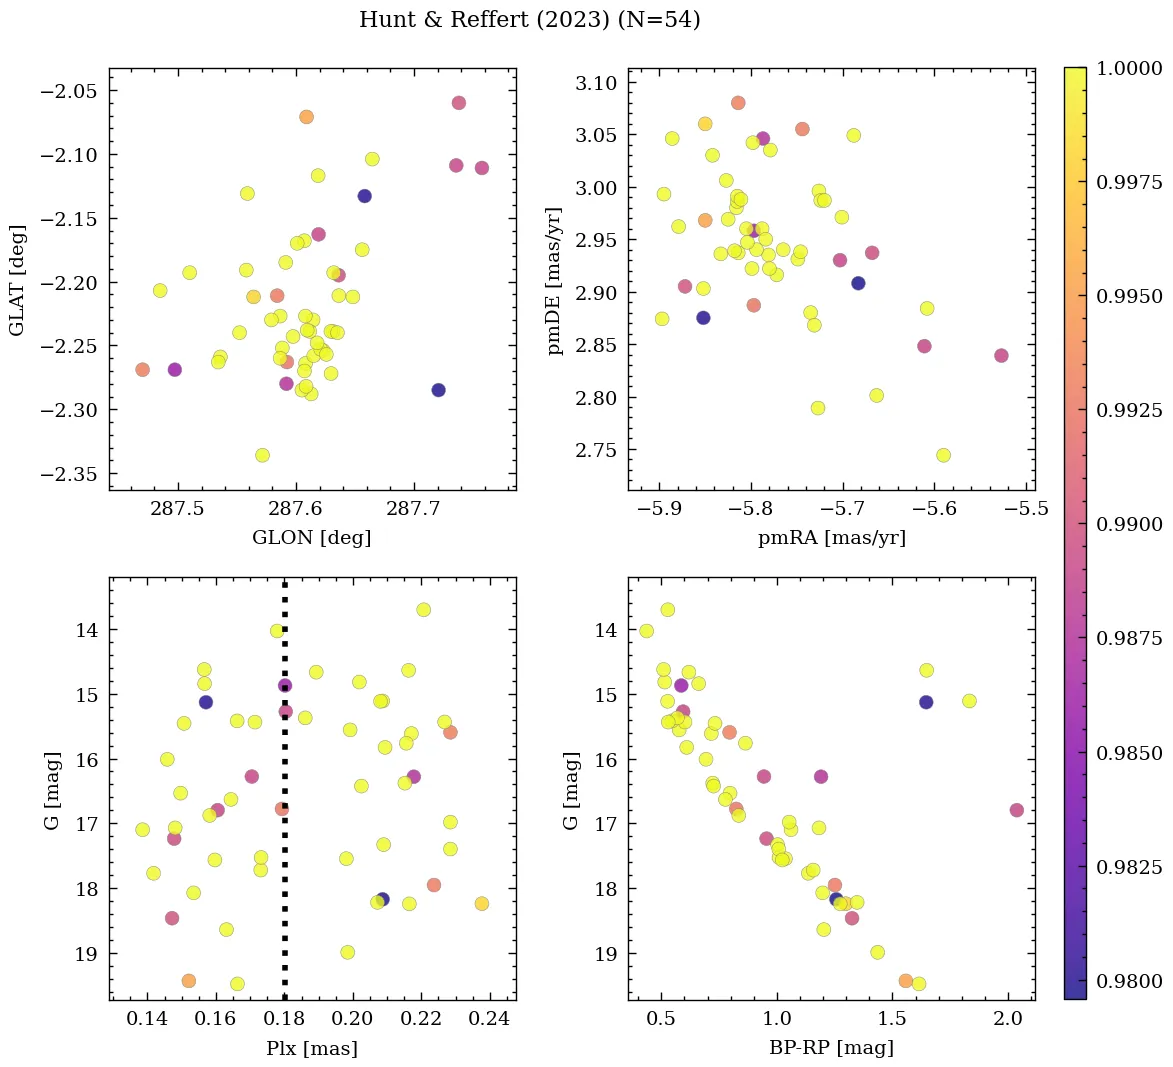 Hunt & Reffert (2023) (N=54)
−2.05
−2.10
−2.15
−2.20
−2.25
−2.30
−2.35
GLAT [deg]
287.5 287.6 287.7
GLON [deg]
3.10
3.05
3.00
2.95
2.90
2.85
2.80
2.75
pmDE [mas/yr]
−5.9 −5.8 −5.7 −5.6 −5.5
pmRA [mas/yr]
14
15
16
17
18
19
G [mag]
0.14 0.16 0.18 0.20 0.22 0.24
Plx [mas]
14
15
16
17
18
19
G [mag]
0.5 1.0 1.5 2.0
BP-RP [mag]
1.0000
0.9975
0.9950
0.9925
0.9900
0.9875
0.9850
0.9825
0.9800